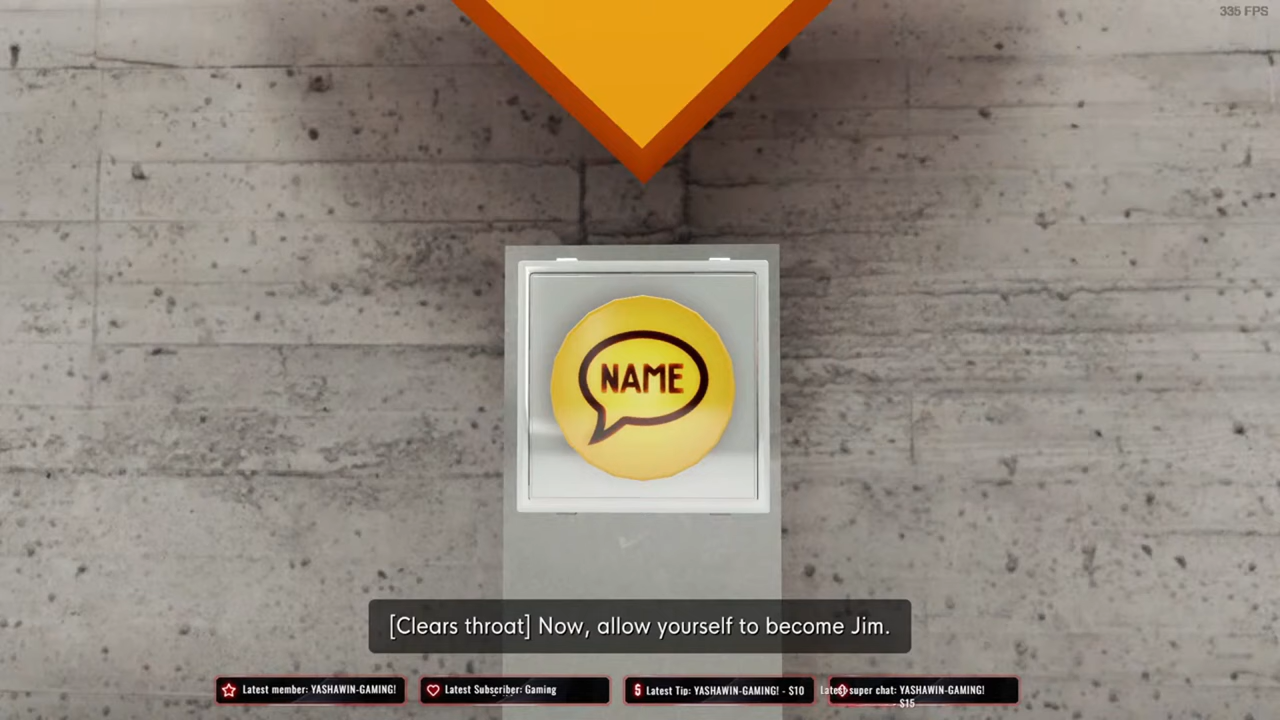 335 FPS
NAME
[Clears throat] Now, allow yourself to become Jim.
Latest member: YASHAWIN-GAMING!
Latest Subscriber: Gaming
$ Latest Tip: YASHAWIN-GAMING! - $10
Latest super chat: YASHAWIN-GAMING!
- $15